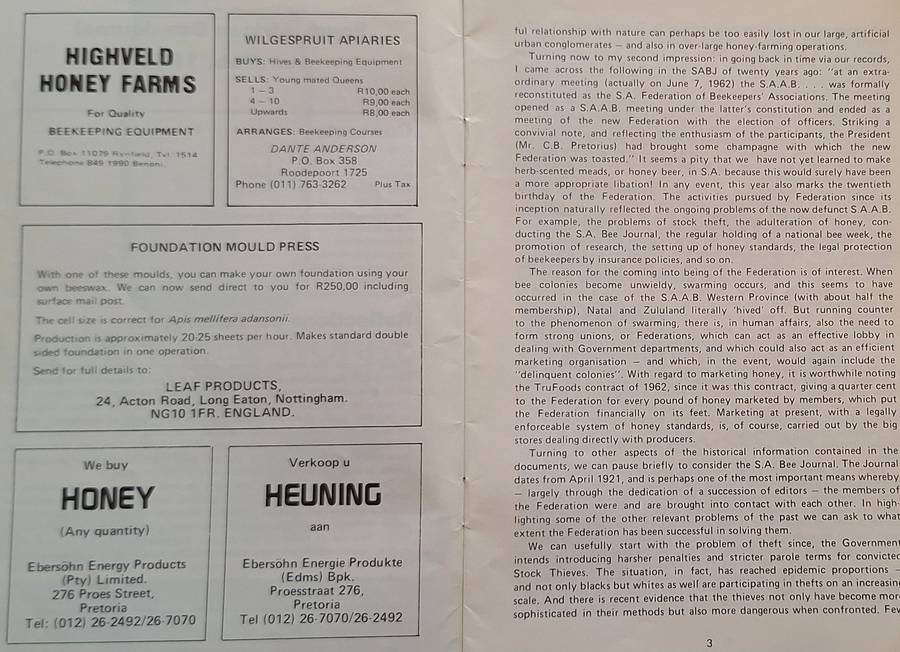 HIGHVELD
HONEY FARMS
For Quality
BEEKEEPING EQUIPMENT
P.O. Box 11079 Rynfield, Tvl. 1514
Telephone 849 1990 Benoni.
WILGESPRUIT APIARIES
BUYS: Hives & Beekeeping Equipment
SELLS: Young mated Queens
1 – 3 R10,00 each
4 – 10 R9,00 each
Upwards R8,00 each
ARRANGES: Beekeeping Courses
DANTE ANDERSON
P.O. Box 358
Roodepoort 1725
Phone (011) 763-3262 Plus Tax
FOUNDATION MOULD PRESS
With one of these moulds, you can make your own foundation using your
own beeswax. We can now send direct to you for R250,00 including
surface mail post.
The cell size is correct for Apis mellifera adansonii.
Production is approximately 20-25 sheets per hour. Makes standard double
sided foundation in one operation.
Send for full details to:
LEAF PRODUCTS,
24, Acton Road, Long Eaton, Nottingham.
NG10 1FR. ENGLAND.
We buy
HONEY
(Any quantity)
Ebersöhn Energy Products
(Pty) Limited.
276 Proes Street,
Pretoria
Tel: (012) 26-2492/26-7070
Verkoop u
HEUNING
aan
Ebersöhn Energie Produkte
(Edms) Bpk.
Proesstraat 276,
Pretoria
Tel (012) 26-7070/26-2492
ful relationship with nature can perhaps be too easily lost in our large, artificial
urban conglomerates – and also in over-large honey-farming operations.
Turning now to my second impression: in going back in time via our records,
I came across the following in the SABJ of twenty years ago: "at an extra-
ordinary meeting (actually on June 7, 1962) the S.A.A.B. . . . was formally
reconstituted as the S.A. Federation of Beekeepers' Associations. The meeting
opened as a S.A.A.B. meeting under the latter's constitution and ended as a
meeting of the new Federation with the election of officers. Striking a
convivial note, and reflecting the enthusiasm of the participants, the President
(Mr. C.B. Pretorius) had brought some champagne with which the new
Federation was toasted." It seems a pity that we have not yet learned to make
herb-scented meads, or honey beer, in S.A. because this would surely have been
a more appropriate libation! In any event, this year also marks the twentieth
birthday of the Federation. The activities pursued by Federation since its
inception naturally reflected the ongoing problems of the now defunct S.A.A.B.
For example, the problems of stock theft, the adulteration of honey, con-
ducting the S.A. Bee Journal, the regular holding of a national bee week, the
promotion of research, the setting up of honey standards, the legal protection
of beekeepers by insurance policies, and so on.
The reason for the coming into being of the Federation is of interest. When
bee colonies become unwieldy, swarming occurs, and this seems to have
occurred in the case of the S.A.A.B. Western Province (with about half the
membership), Natal and Zululand literally 'hived' off. But running counter
to the phenomenon of swarming, there is, in human affairs, also the need to
form strong unions, or Federations, which can act as an effective lobby in
dealing with Government departments, and which could also act as an efficient
marketing organisation – and which, in the event, would again include the
"delinquent colonies". With regard to marketing honey, it is worthwhile noting
the TruFoods contract of 1962, since it was this contract, giving a quarter cent
to the Federation for every pound of honey marketed by members, which put
the Federation financially on its feet. Marketing at present, with a legally
enforceable system of honey standards, is, of course, carried out by the big
stores dealing directly with producers.
Turning to other aspects of the historical information contained in the
documents, we can pause briefly to consider the S.A. Bee Journal. The Journal
dates from April 1921, and is perhaps one of the most important means whereby
– largely through the dedication of a succession of editors – the members of
the Federation were and are brought into contact with each other. In high-
lighting some of the other relevant problems of the past we can ask to what
extent the Federation has been successful in solving them.
We can usefully start with the problem of theft since, the Government
intends introducing harsher penalties and stricter parole terms for convicted
Stock Thieves. The situation, in fact, has reached epidemic proportions –
and not only blacks but whites as well are participating in thefts on an increasing
scale. And there is recent evidence that the thieves not only have become more
sophisticated in their methods but also more dangerous when confronted. Few
3